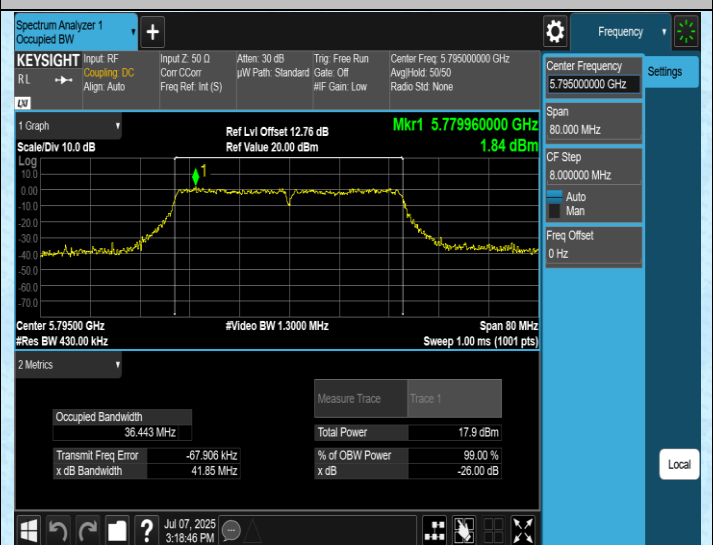 Spectrum Analyzer 1
Occupied BW
+
Frequency
KEYSIGHT
RL
LXI
Input: RF
Coupling: DC
Align: Auto
Input Z: 50 Ω
Corr CCorr
Freq Ref: Int (S)
Atten: 30 dB
µW Path: Standard
Trig: Free Run
Gate: Off
#IF Gain: Low
Center Freq: 5.795000000 GHz
Avg|Hold: 50/50
Radio Std: None
Center Frequency
5.795000000 GHz
Settings
Span
80.000 MHz
CF Step
8.000000 MHz
Auto
Man
Freq Offset
0 Hz
1 Graph
Scale/Div 10.0 dB
Ref Lvl Offset 12.76 dB
Ref Value 20.00 dBm
Mkr1 5.779960000 GHz
1.84 dBm
Log
10.0
0.00
-10.0
-20.0
-30.0
-40.0
-50.0
-60.0
-70.0
1
Center 5.79500 GHz
#Res BW 430.00 kHz
#Video BW 1.3000 MHz
Span 80 MHz
Sweep 1.00 ms (1001 pts)
2 Metrics
Measure Trace
Trace 1
Occupied Bandwidth
36.443 MHz
Total Power 17.9 dBm
Transmit Freq Error -67.906 kHz
% of OBW Power 99.00 %
x dB Bandwidth 41.85 MHz
x dB -26.00 dB
Local
?
Jul 07, 2025
3:18:46 PM